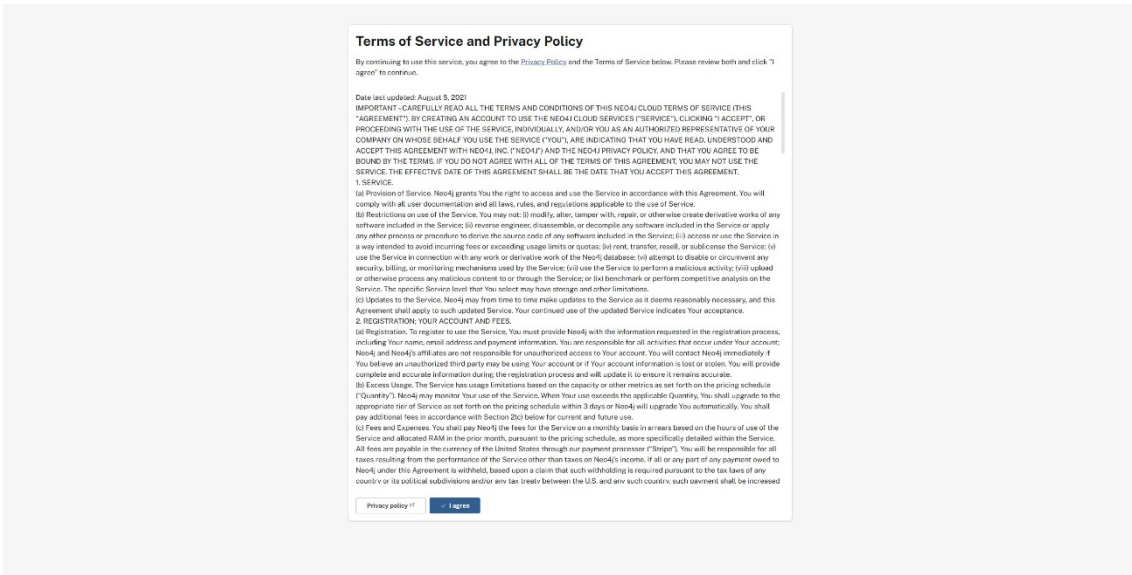 Terms of Service and Privacy Policy
By continuing to use this service, you agree to the Privacy Policy and the Terms of Service below. Please review both and click "I
agree" to continue.
Date last updated: August 5, 2021
IMPORTANT - CAREFULLY READ ALL THE TERMS AND CONDITIONS OF THIS NEO4J CLOUD TERMS OF SERVICE (THIS
"AGREEMENT"). BY CREATING AN ACCOUNT TO USE THE NEO4J CLOUD SERVICES ("SERVICE"), CLICKING "I ACCEPT", OR
PROCEEDING WITH THE USE OF THE SERVICE, INDIVIDUALLY, AND/OR YOU AS AN AUTHORIZED REPRESENTATIVE OF YOUR
COMPANY ON WHOSE BEHALF YOU USE THE SERVICE ("YOU"), ARE INDICATING THAT YOU HAVE READ, UNDERSTOOD AND
ACCEPT THIS AGREEMENT WITH NEO4J, INC. ("NEO4J") AND THE NEO4J PRIVACY POLICY, AND THAT YOU AGREE TO BE
BOUND BY THE TERMS. IF YOU DO NOT AGREE WITH ALL OF THE TERMS OF THIS AGREEMENT, YOU MAY NOT USE THE
SERVICE. THE EFFECTIVE DATE OF THIS AGREEMENT SHALL BE THE DATE THAT YOU ACCEPT THIS AGREEMENT.
1. SERVICE.
(a) Provision of Service. Neo4j grants You the right to access and use the Service in accordance with this Agreement. You will
comply with all user documentation and all laws, rules, and regulations applicable to the use of Service.
(b) Restrictions on use of the Service. You may not: (i) modify, alter, tamper with, repair, or otherwise create derivative works of any
software included in the Service; (ii) reverse engineer, disassemble, or decompile any software included in the Service or apply
any other process or procedure to derive the source code of any software included in the Service; (iii) access or use the Service in
a way intended to avoid incurring fees or exceeding usage limits or quotas; (iv) rent, transfer, resell, or sublicense the Service; (v)
use the Service in connection with any work or derivative work of the Neo4j database; (vi) attempt to disable or circumvent any
security, billing, or monitoring mechanisms used by the Service; (vii) use the Service to perform a malicious activity; (viii) upload
or otherwise process any malicious content to or through the Service; or (ix) benchmark or perform competitive analysis on the
Service. The specific Service level that You select may have storage and other limitations.
(c) Updates to the Service. Neo4j may from time to time make updates to the Service as it deems reasonably necessary, and this
Agreement shall apply to such updated Service. Your continued use of the updated Service indicates Your acceptance.
2. REGISTRATION; YOUR ACCOUNT AND FEES.
(a) Registration. To register to use the Service, You must provide Neo4j with the information requested in the registration process,
including Your name, email address and payment information. You are responsible for all activities that occur under Your account;
Neo4j and Neo4j's affiliates are not responsible for unauthorized access to Your account. You will contact Neo4j immediately if
You believe an unauthorized third party may be using Your account or if Your account information is lost or stolen. You will provide
complete and accurate information during the registration process and will update it to ensure it remains accurate.
(b) Excess Usage. The Service has usage limitations based on the capacity or other metrics as set forth on the pricing schedule
("Quantity"). Neo4j may monitor Your use of the Service. When Your use exceeds the applicable Quantity, You shall upgrade to the
appropriate tier of Service as set forth on the pricing schedule within 3 days or Neo4j will upgrade You automatically. You shall
pay additional fees in accordance with Section 2(c) below for current and future use.
(c) Fees and Expenses. You shall pay Neo4j the fees for the Service on a monthly basis in arrears based on the hours of use of the
Service and allocated RAM in the prior month, pursuant to the pricing schedule, as more specifically detailed within the Service.
All fees are payable in the currency of the United States through our payment processor ("Stripe"). You will be responsible for all
taxes resulting from the performance of the Service other than taxes on Neo4j's income. If all or any part of any payment owed to
Neo4j under this Agreement is withheld, based upon a claim that such withholding is required pursuant to the tax laws of any
country or its political subdivisions and/or any tax treaty between the U.S. and any such country, such payment shall be increased
Privacy policy
I agree